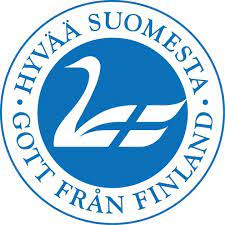 HYVÄÄ SUOMESTA
GOTT FRÅN FINLAND